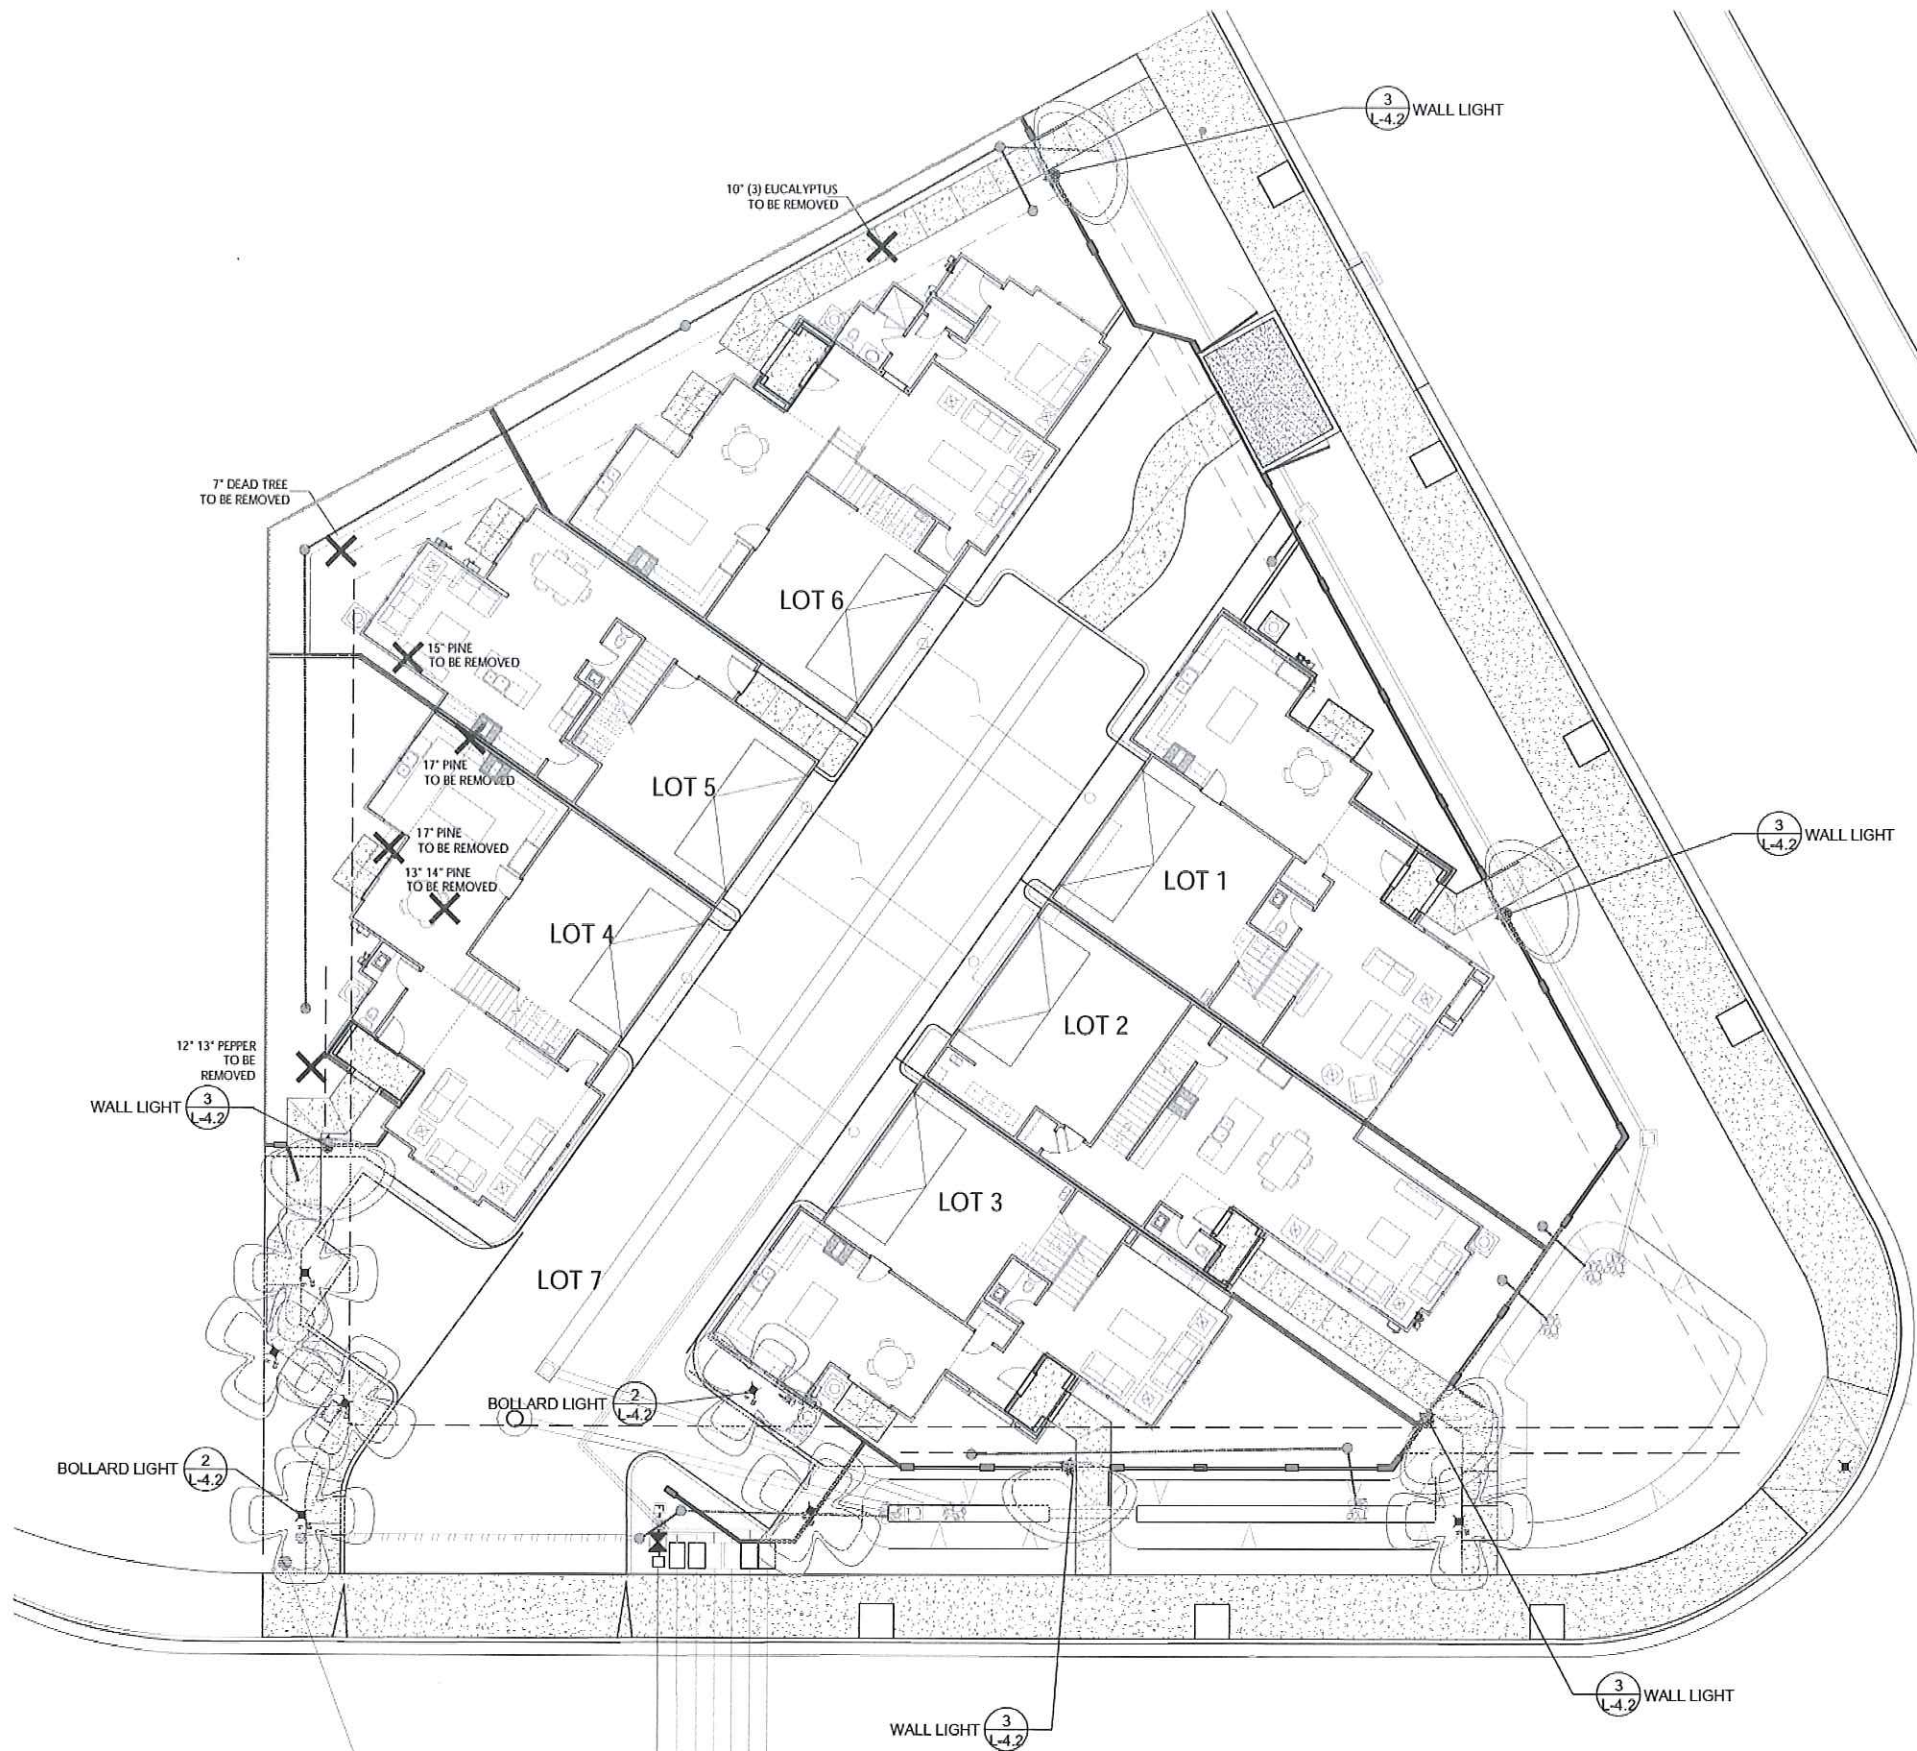 3
L-4.2
WALL LIGHT
10" (3) EUCALYPTUS
TO BE REMOVED
7" DEAD TREE
TO BE REMOVED
LOT 6
15" PINE
TO BE REMOVED
17" PINE
TO BE REMOVED
LOT 5
17" PINE
TO BE REMOVED
3
L-4.2
WALL LIGHT
13" 14" PINE
TO BE REMOVED
LOT 1
LOT 4
LOT 2
12" 13" PEPPER
TO BE
REMOVED
WALL LIGHT
3
L-4.2
LOT 3
LOT 7
BOLLARD LIGHT
2
L-4.2
BOLLARD LIGHT
2
L-4.2
3
L-4.2
WALL LIGHT
WALL LIGHT
3
L-4.2